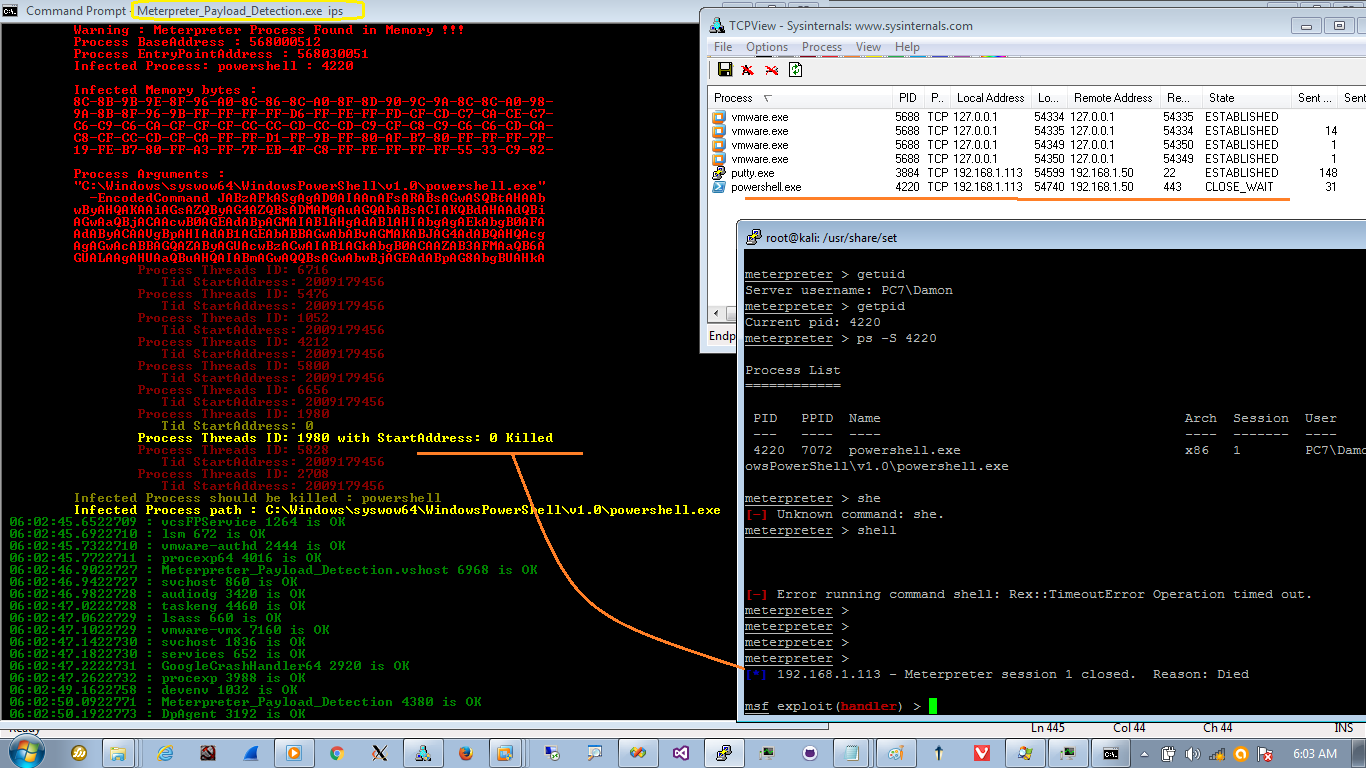 Command Prompt - Meterpreter_Payload_Detection.exe ips
Warning : Meterpreter Process Found in Memory !!!
Process BaseAddress : 568000512
Process EntryPointAddress : 568030051
Infected Process: powershell : 4220
Infected Memory bytes :
8C-8B-9B-9E-8F-96-A0-8C-86-8C-A0-8F-8D-90-9C-9A-8C-8C-A0-98-
9A-8B-8F-96-9B-FF-FF-FF-FF-D6-FF-FE-FF-FD-CF-CD-C7-CA-CE-C7-
C6-C9-C6-CA-CF-CF-CF-CC-CC-CD-CC-CD-C9-CF-C8-C9-C6-C6-CD-CA-
C8-CF-CC-CD-CF-CA-FF-FF-D1-FF-9B-FF-80-AF-B7-80-FF-FF-FF-7F-
19-FE-B7-80-FF-A3-FF-7F-EB-4F-C8-FF-FE-FF-FF-FF-55-33-C9-82-
Process Arguments :
"C:\Windows\syswow64\WindowsPowerShell\v1.0\powershell.exe"
-EncodedCommand
Process Threads ID: 6716
Tid StartAddress: 2009179456
Process Threads ID: 5476
Tid StartAddress: 2009179456
Process Threads ID: 1052
Tid StartAddress: 2009179456
Process Threads ID: 4212
Tid StartAddress: 2009179456
Process Threads ID: 5800
Tid StartAddress: 2009179456
Process Threads ID: 6656
Tid StartAddress: 2009179456
Process Threads ID: 1980
Tid StartAddress: 0
Process Threads ID: 1980 with StartAddress: 0 Killed
Process Threads ID: 5828
Tid StartAddress: 2009179456
Process Threads ID: 2708
Tid StartAddress: 2009179456
Infected Process should be killed : powershell
Infected Process path : C:\Windows\syswow64\WindowsPowerShell\v1.0\powershell.exe
06:02:45.6522709 : vcsFPService 1264 is OK
06:02:45.6922710 : lsm 672 is OK
06:02:45.7322710 : vmware-authd 2444 is OK
06:02:45.7722711 : procexp64 4016 is OK
06:02:46.9022727 : Meterpreter_Payload_Detection.vshost 6968 is OK
06:02:46.9422727 : svchost 860 is OK
06:02:46.9822728 : audiodg 3420 is OK
06:02:47.0222728 : taskeng 4460 is OK
06:02:47.0622729 : lsass 660 is OK
06:02:47.1022729 : vmware-vmx 7160 is OK
06:02:47.1422730 : svchost 1836 is OK
06:02:47.1822730 : services 652 is OK
06:02:47.2222731 : GoogleCrashHandler64 2920 is OK
06:02:47.2622732 : procexp 3988 is OK
06:02:49.1622758 : devenv 1032 is OK
06:02:50.0922771 : Meterpreter_Payload_Detection 4380 is OK
06:02:50.1922773 : DpAgent 3192 is OK
TCPView - Sysinternals: www.sysinternals.com
File Options Process View Help
Process PID P.. Local Address Lo... Remote Address Re... State Sent ... Sent
vmware.exe 5688 TCP 127.0.0.1 54334 127.0.0.1 54335 ESTABLISHED
vmware.exe 5688 TCP 127.0.0.1 54335 127.0.0.1 54334 ESTABLISHED 14
vmware.exe 5688 TCP 127.0.0.1 54349 127.0.0.1 54350 ESTABLISHED 1
vmware.exe 5688 TCP 127.0.0.1 54350 127.0.0.1 54349 ESTABLISHED 1
putty.exe 3884 TCP 192.168.1.113 54599 192.168.1.50 22 ESTABLISHED 148
powershell.exe 4220 TCP 192.168.1.113 54740 192.168.1.50 443 CLOSE_WAIT 31
Endp
root@kali: /usr/share/set
meterpreter > getuid
Server username: PC7\Damon
meterpreter > getpid
Current pid: 4220
meterpreter > ps -S 4220
Process List
============
PID PPID Name Arch Session User
--- ---- ---- ---- ------- ----
4220 7072 powershell.exe x86 1 PC7\Damo
owsPowerShell\v1.0\powershell.exe
meterpreter > she
[-] Unknown command: she.
meterpreter > shell
[-] Error running command shell: Rex::TimeoutError Operation timed out.
meterpreter >
meterpreter >
meterpreter >
meterpreter >
[*] 192.168.1.113 - Meterpreter session 1 closed. Reason: Died
msf exploit(handler) >
Ready Ln 445 Col 44 Ch 44 INS
6:03 AM